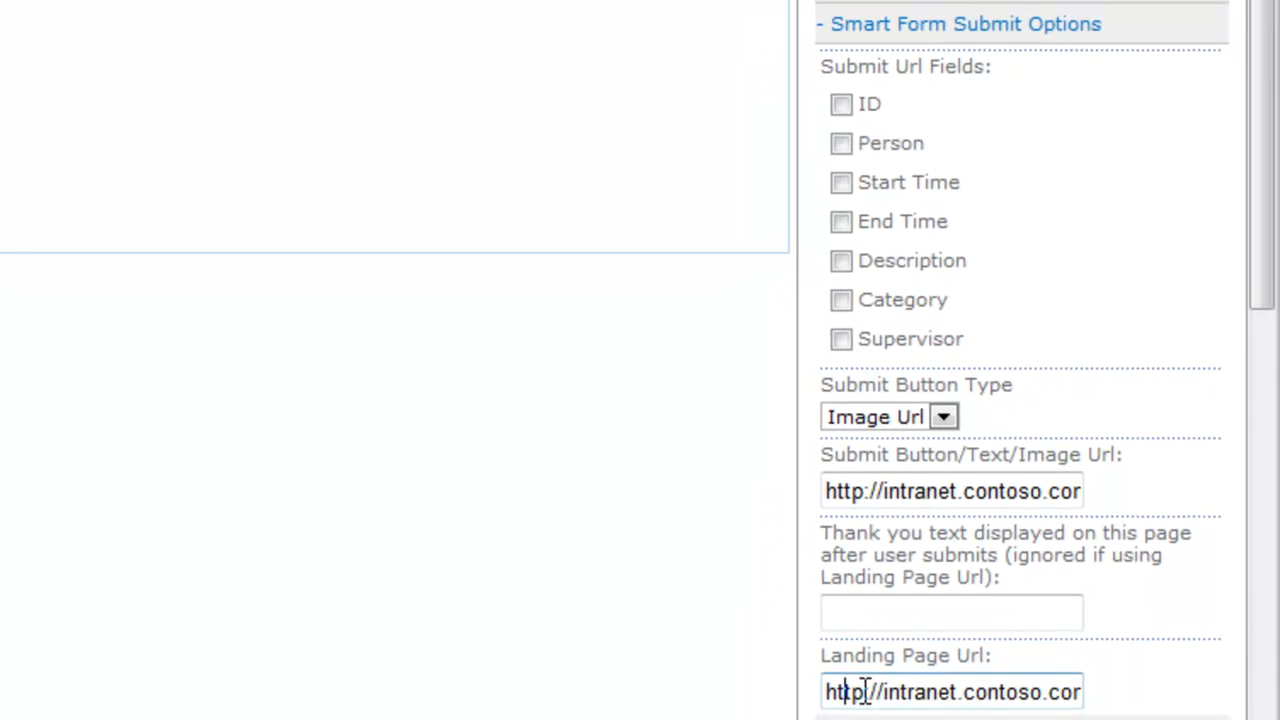 - Smart Form Submit Options
Submit Url Fields:
ID
Person
Start Time
End Time
Description
Category
Supervisor
Submit Button Type
Image Url
Submit Button/Text/Image Url:
http://intranet.contoso.cor
Thank you text displayed on this page
after user submits (ignored if using
Landing Page Url):
Landing Page Url:
http://intranet.contoso.cor